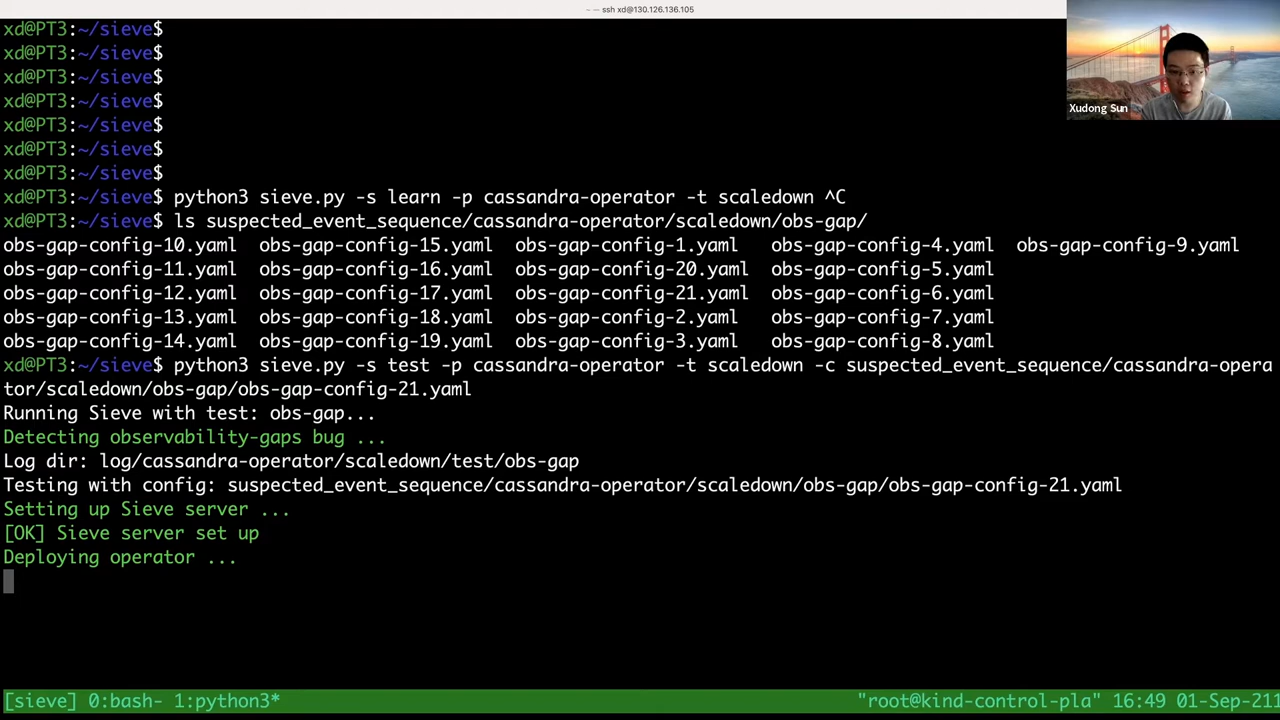 ~ — ssh xd@130.126.136.105
xd@PT3:~/sieve$
xd@PT3:~/sieve$
xd@PT3:~/sieve$
xd@PT3:~/sieve$
xd@PT3:~/sieve$
xd@PT3:~/sieve$
xd@PT3:~/sieve$
Xudong Sun
xd@PT3:~/sieve$ python3 sieve.py -s learn -p cassandra-operator -t scaledown ^C
xd@PT3:~/sieve$ ls suspected_event_sequence/cassandra-operator/scaledown/obs-gap/
obs-gap-config-10.yaml obs-gap-config-15.yaml obs-gap-config-1.yaml obs-gap-config-4.yaml obs-gap-config-9.yaml
obs-gap-config-11.yaml obs-gap-config-16.yaml obs-gap-config-20.yaml obs-gap-config-5.yaml
obs-gap-config-12.yaml obs-gap-config-17.yaml obs-gap-config-21.yaml obs-gap-config-6.yaml
obs-gap-config-13.yaml obs-gap-config-18.yaml obs-gap-config-2.yaml obs-gap-config-7.yaml
obs-gap-config-14.yaml obs-gap-config-19.yaml obs-gap-config-3.yaml obs-gap-config-8.yaml
xd@PT3:~/sieve$ python3 sieve.py -s test -p cassandra-operator -t scaledown -c suspected_event_sequence/cassandra-opera
tor/scaledown/obs-gap/obs-gap-config-21.yaml
Running Sieve with test: obs-gap...
Detecting observability-gaps bug ...
Log dir: log/cassandra-operator/scaledown/test/obs-gap
Testing with config: suspected_event_sequence/cassandra-operator/scaledown/obs-gap/obs-gap-config-21.yaml
Setting up Sieve server ...
[OK] Sieve server set up
Deploying operator ...
[sieve] 0:bash- 1:python3* "root@kind-control-pla" 16:49 01-Sep-211